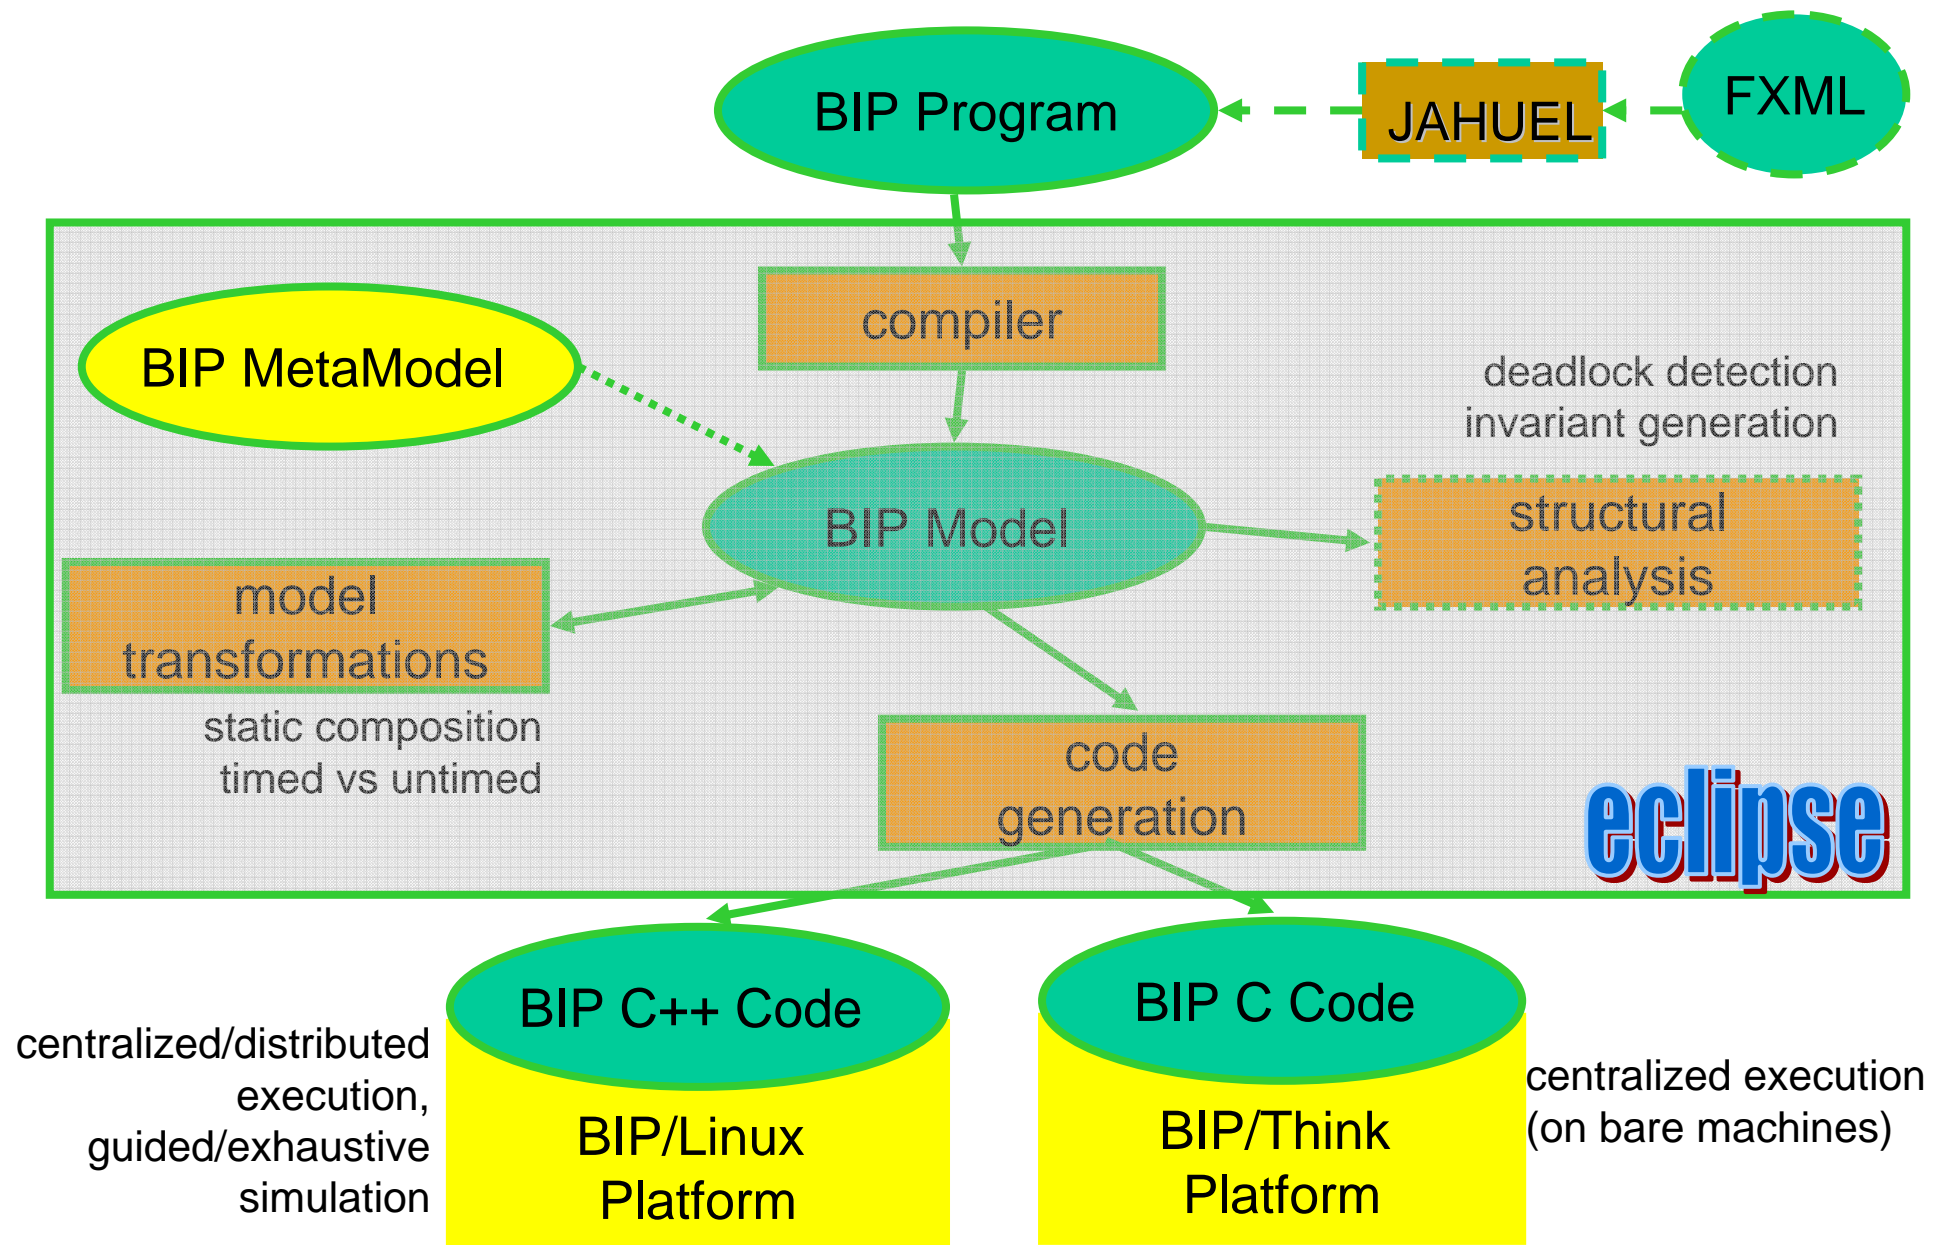 BIP Program
JAHUEL
FXML
compiler
BIP MetaModel
deadlock detection
invariant generation
BIP Model
structural
analysis
model
transformations
static composition
timed vs untimed
code
generation
eclipse
BIP C++ Code
BIP C Code
centralized/distributed
execution,
guided/exhaustive
simulation
BIP/Linux
Platform
BIP/Think
Platform
centralized execution
(on bare machines)